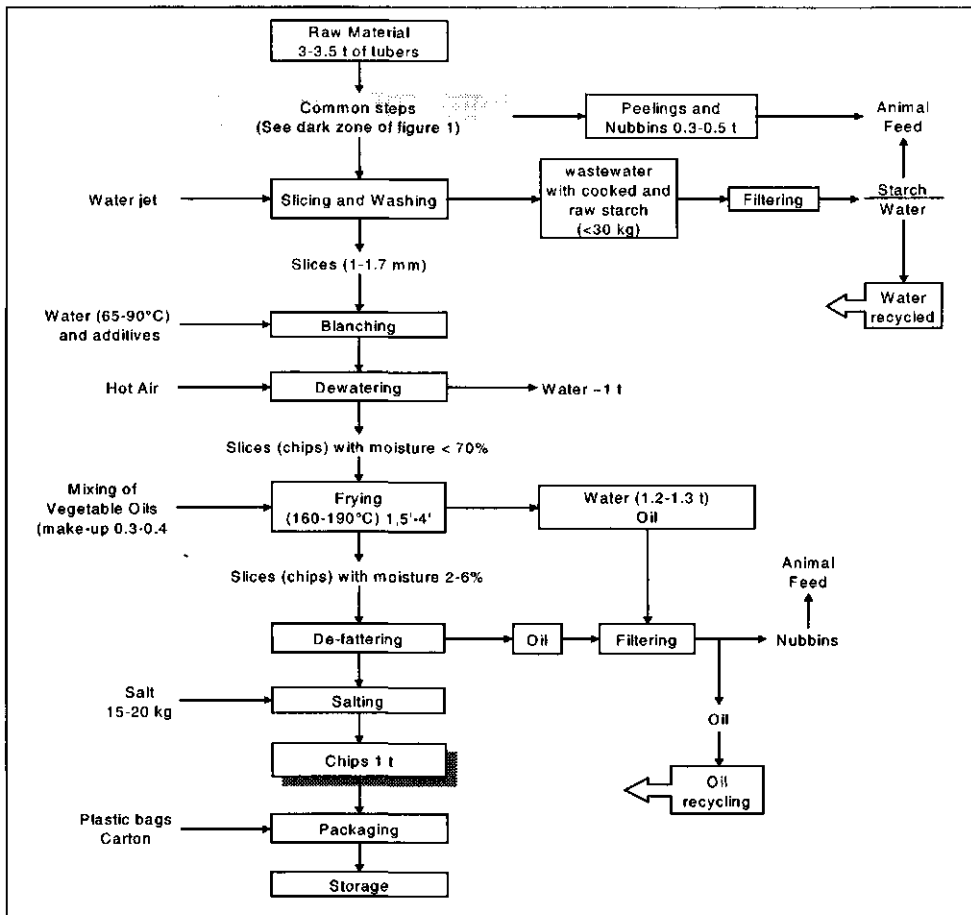 Raw Material
3-3.5 t of tubers
Common steps
(See dark zone of figure 1)
Peelings and
Nubbins 0.3-0.5 t
Animal
Feed
Water jet
Slicing and Washing
wastewater
with cooked and
raw starch
(<30 kg)
Filtering
Starch
Water
Slices (1-1.7 mm)
Water
recycled
Water (65-90°C)
and additives
Blanching
Hot Air
Dewatering
Water ~1 t
Slices (chips) with moisture < 70%
Mixing of
Vegetable Oils
(make-up 0.3-0.4
Frying
(160-190°C) 1,5'-4'
Water (1.2-1.3 t)
Oil
Slices (chips) with moisture 2-6%
Animal
Feed
De-fattering
Oil
Filtering
Nubbins
Salt
15-20 kg
Salting
Oil
Chips 1 t
Oil
recycling
Plastic bags
Carton
Packaging
Storage